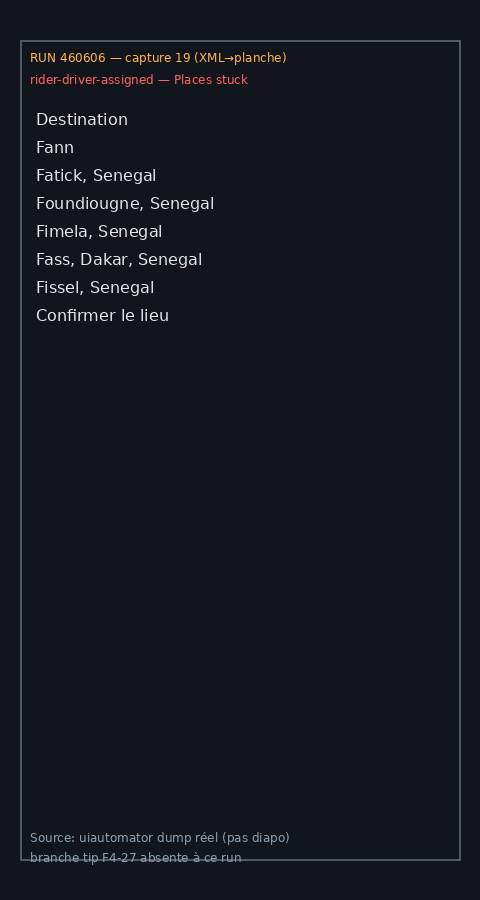 RUN 460606 — capture 19 (XML→planche)
rider-driver-assigned — Places stuck
Destination
Fann
Fatick, Senegal
Foundiougne, Senegal
Fimela, Senegal
Fass, Dakar, Senegal
Fissel, Senegal
Confirmer le lieu
Source: uiautomator dump réel (pas diapo)
branche tip F4-27 absente à ce run